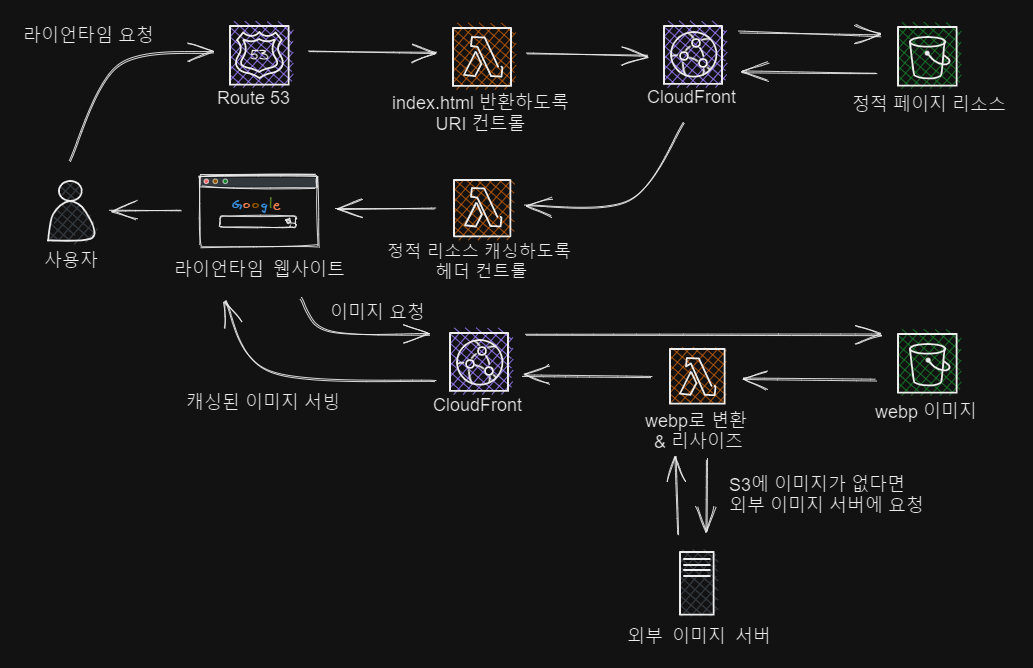 라이언타임 요청
53
Route 53
index.html 반환하도록
URI 컨트롤
CloudFront
정적 페이지 리소스
Google
사용자
라이언타임 웹사이트
정적 리소스 캐싱하도록
헤더 컨트롤
이미지 요청
캐싱된 이미지 서빙
CloudFront
webp로 변환
& 리사이즈
webp 이미지
S3에 이미지가 없다면
외부 이미지 서버에 요청
외부 이미지 서버